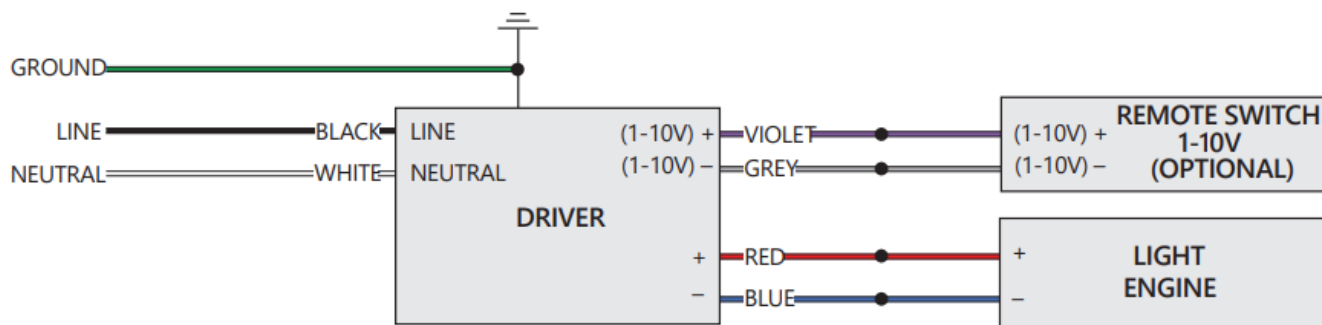 GROUND
LINE BLACK LINE (1-10V) + VIOLET (1-10V) + REMOTE SWITCH
1-10V
NEUTRAL WHITE NEUTRAL (1-10V) – GREY (1-10V) – (OPTIONAL)
DRIVER
+ RED + LIGHT
– BLUE – ENGINE